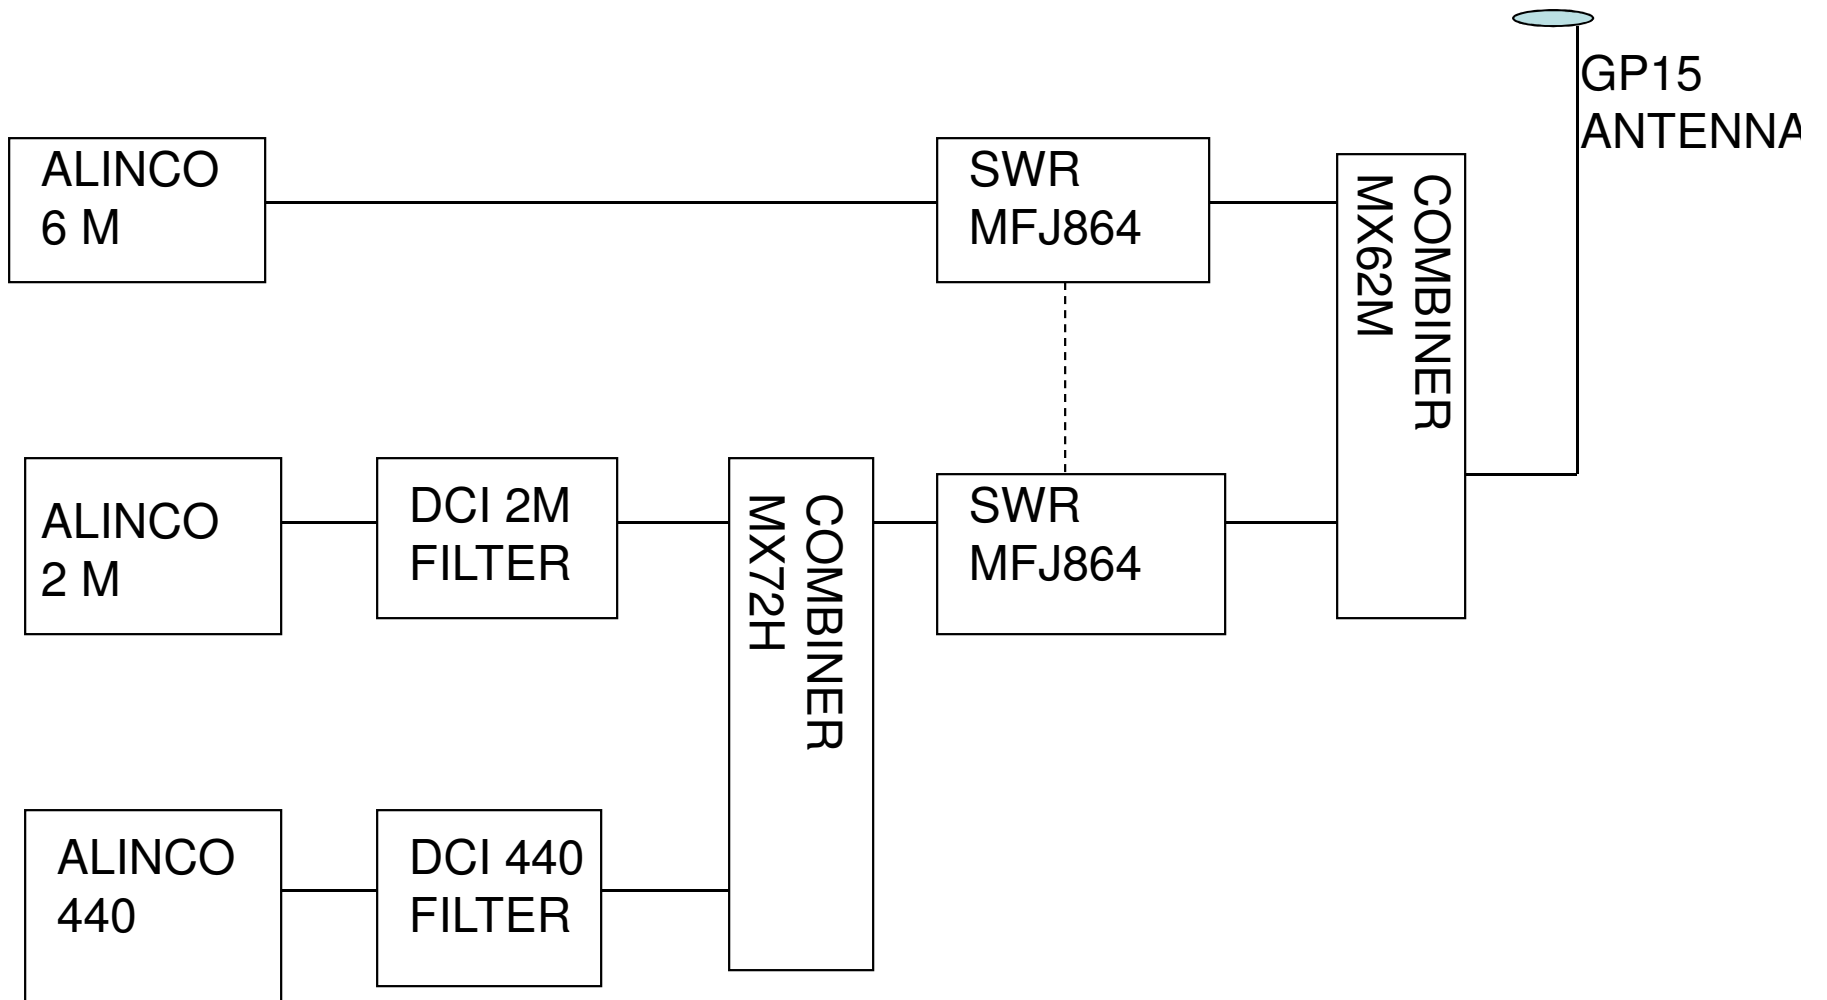 GP15
ANTENNA
ALINCO
6 M
SWR
MFJ864
COMBINER
MX62M
ALINCO
2 M
DCI 2M
FILTER
COMBINER
MX72H
SWR
MFJ864
ALINCO
440
DCI 440
FILTER